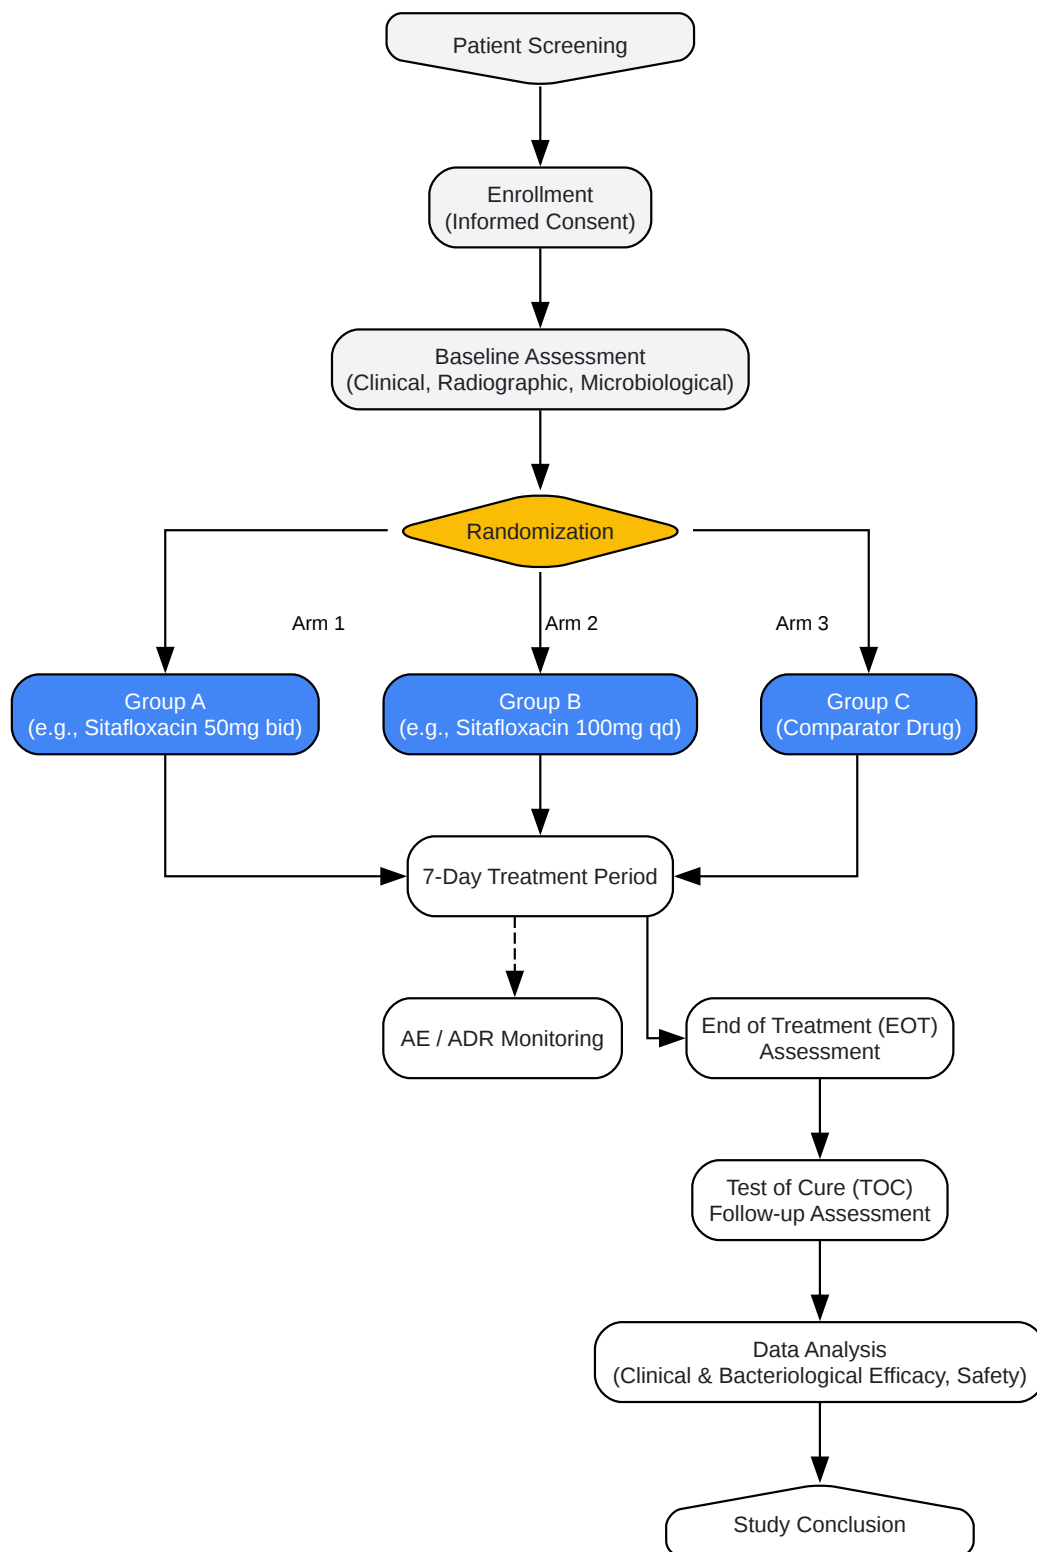 Patient Screening
Enrollment
(Informed Consent)
Baseline Assessment
(Clinical, Radiographic, Microbiological)
Randomization
Arm 1
Arm 2
Arm 3
Group A
(e.g., Sitafloxacin 50mg bid)
Group B
(e.g., Sitafloxacin 100mg qd)
Group C
(Comparator Drug)
7-Day Treatment Period
AE / ADR Monitoring
End of Treatment (EOT)
Assessment
Test of Cure (TOC)
Follow-up Assessment
Data Analysis
(Clinical & Bacteriological Efficacy, Safety)
Study Conclusion